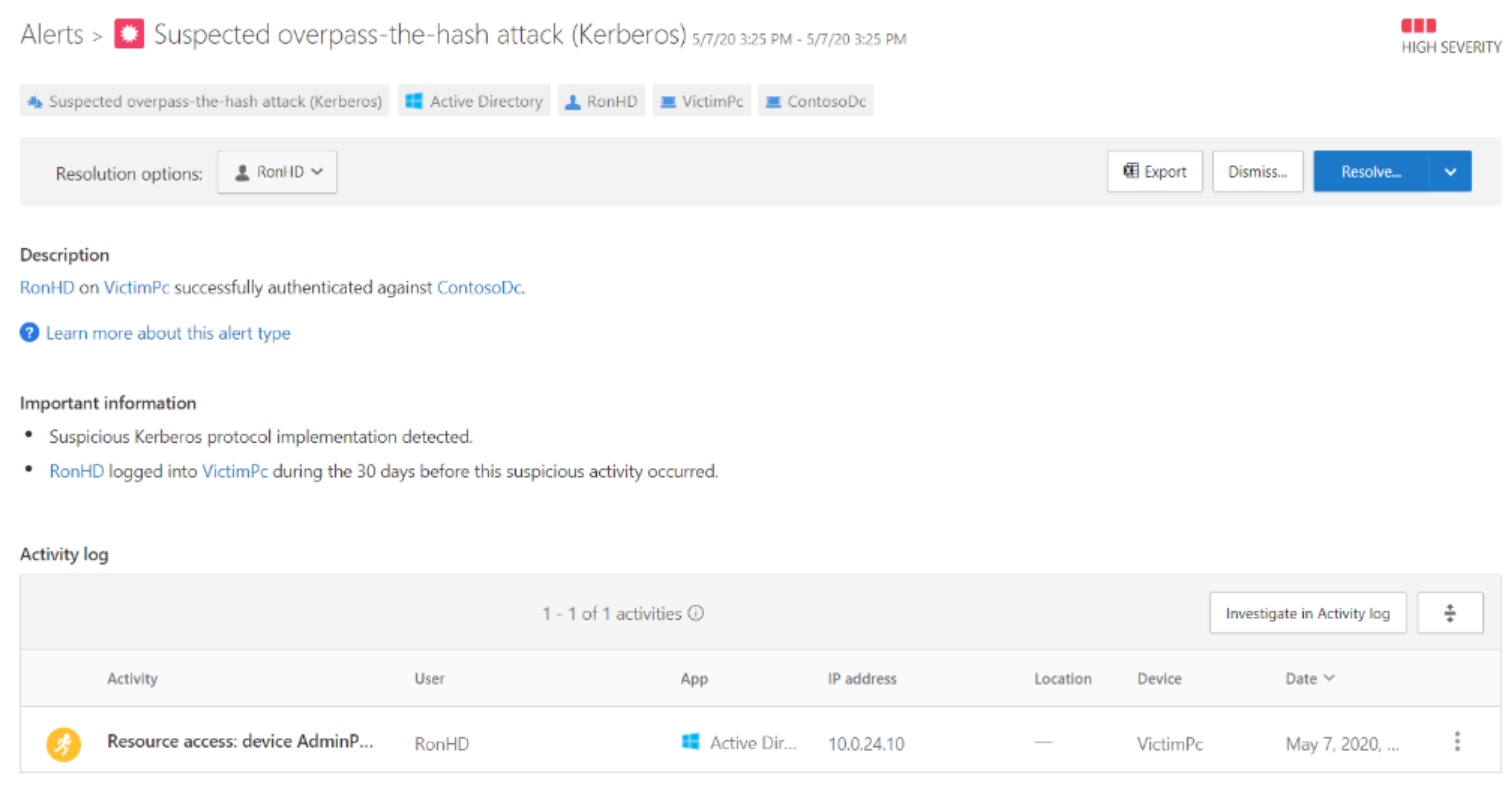 Alerts > Suspected overpass-the-hash attack (Kerberos) 5/7/20 3:25 PM - 5/7/20 3:25 PM
HIGH SEVERITY
Suspected overpass-the-hash attack (Kerberos) Active Directory RonHD VictimPc ContosoDc
Resolution options: RonHD Export Dismiss... Resolve...
Description
RonHD on VictimPc successfully authenticated against ContosoDc.
? Learn more about this alert type
Important information
• Suspicious Kerberos protocol implementation detected.
• RonHD logged into VictimPc during the 30 days before this suspicious activity occurred.
Activity log
1 - 1 of 1 activities Investigate in Activity log
Activity User App IP address Location Device Date
Resource access: device AdminP... RonHD Active Dir... 10.0.24.10 — VictimPc May 7, 2020, ...